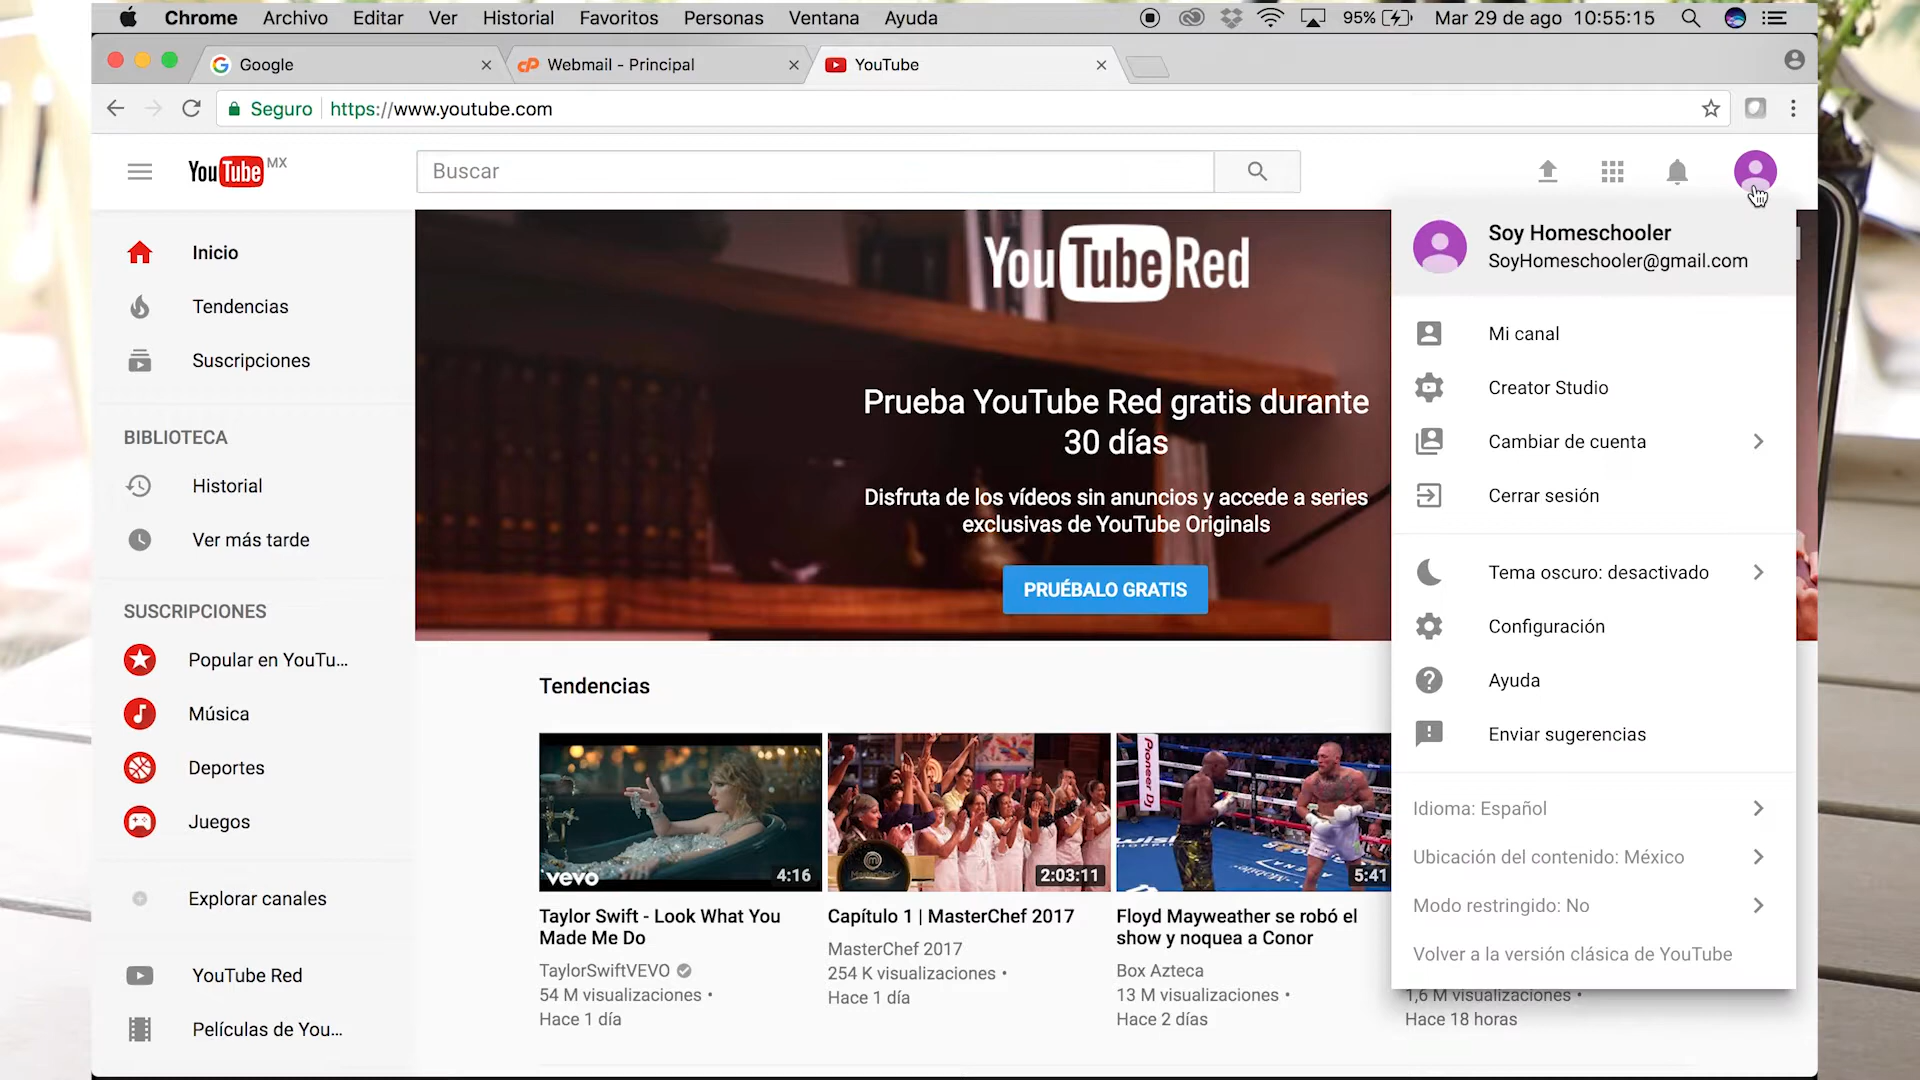 Chrome Archivo Editar Ver Historial Favoritos Personas Ventana Ayuda
95% Mar 29 de ago 10:55:15
Google
Webmail - Principal
YouTube
Seguro https://www.youtube.com
YouTube MX
Buscar
Inicio
Tendencias
Suscripciones
BIBLIOTECA
Historial
Ver más tarde
SUSCRIPCIONES
Popular en YouTu...
Música
Deportes
Juegos
Explorar canales
YouTube Red
Películas de You...
YouTube Red
Prueba YouTube Red gratis durante
30 días
Disfruta de los vídeos sin anuncios y accede a series
exclusivas de YouTube Originals
PRUÉBALO GRATIS
Tendencias
vevo
4:16
Taylor Swift - Look What You
Made Me Do
TaylorSwiftVEVO
54 M visualizaciones •
Hace 1 día
2:03:11
Capítulo 1 | MasterChef 2017
MasterChef 2017
254 K visualizaciones •
Hace 1 día
Pioneer DJ
5:41
Floyd Mayweather se robó el
show y noquea a Conor
Box Azteca
13 M visualizaciones •
Hace 2 días
1,6 M visualizaciones •
Hace 18 horas
Soy Homeschooler
SoyHomeschooler@gmail.com
Mi canal
Creator Studio
Cambiar de cuenta
Cerrar sesión
Tema oscuro: desactivado
Configuración
Ayuda
Enviar sugerencias
Idioma: Español
Ubicación del contenido: México
Modo restringido: No
Volver a la versión clásica de YouTube